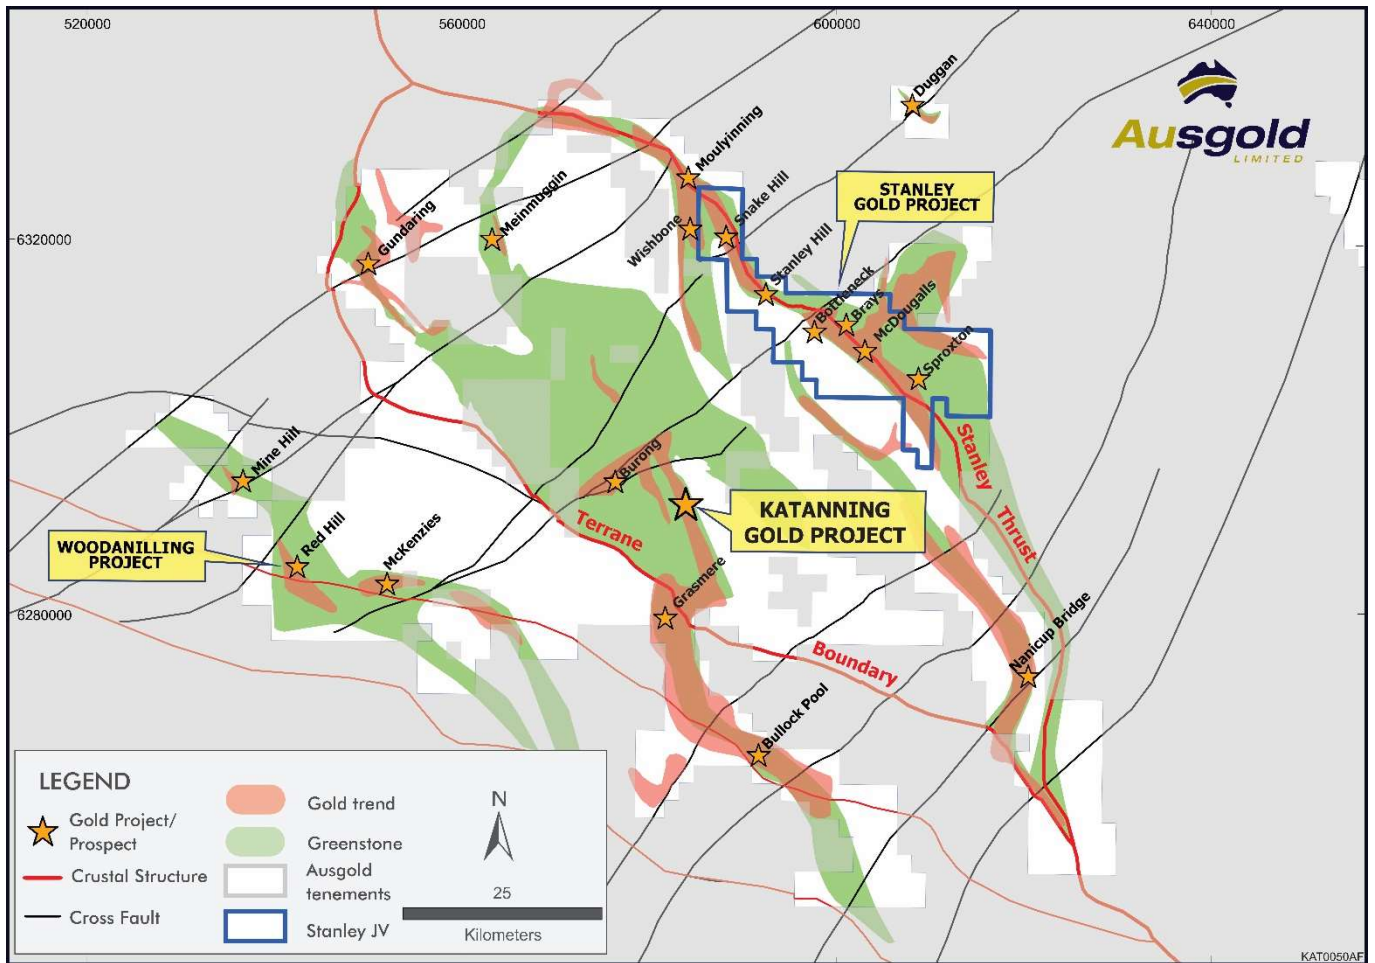 520000
560000
600000
640000
Duggan
Ausgold
LIMITED
Moulyinning
STANLEY
GOLD PROJECT
Meinmuggin
Snake Hill
Gundaring
Wishbone
6320000
Stanley Hill
Bottleneck
Brays
McDougalls
Sproxton
Mine Hill
Burong
Stanley
KATANNING
GOLD PROJECT
Terrane
Thrust
Red Hill
McKenzies
WOODANILLING
PROJECT
Grasmere
6280000
Nanicup Bridge
Boundary
Bullock Pool
LEGEND
Gold Project/
Prospect
Crustal Structure
Cross Fault
Gold trend
Greenstone
Ausgold
tenements
Stanley JV
N
25
Kilometers
KAT0050AF